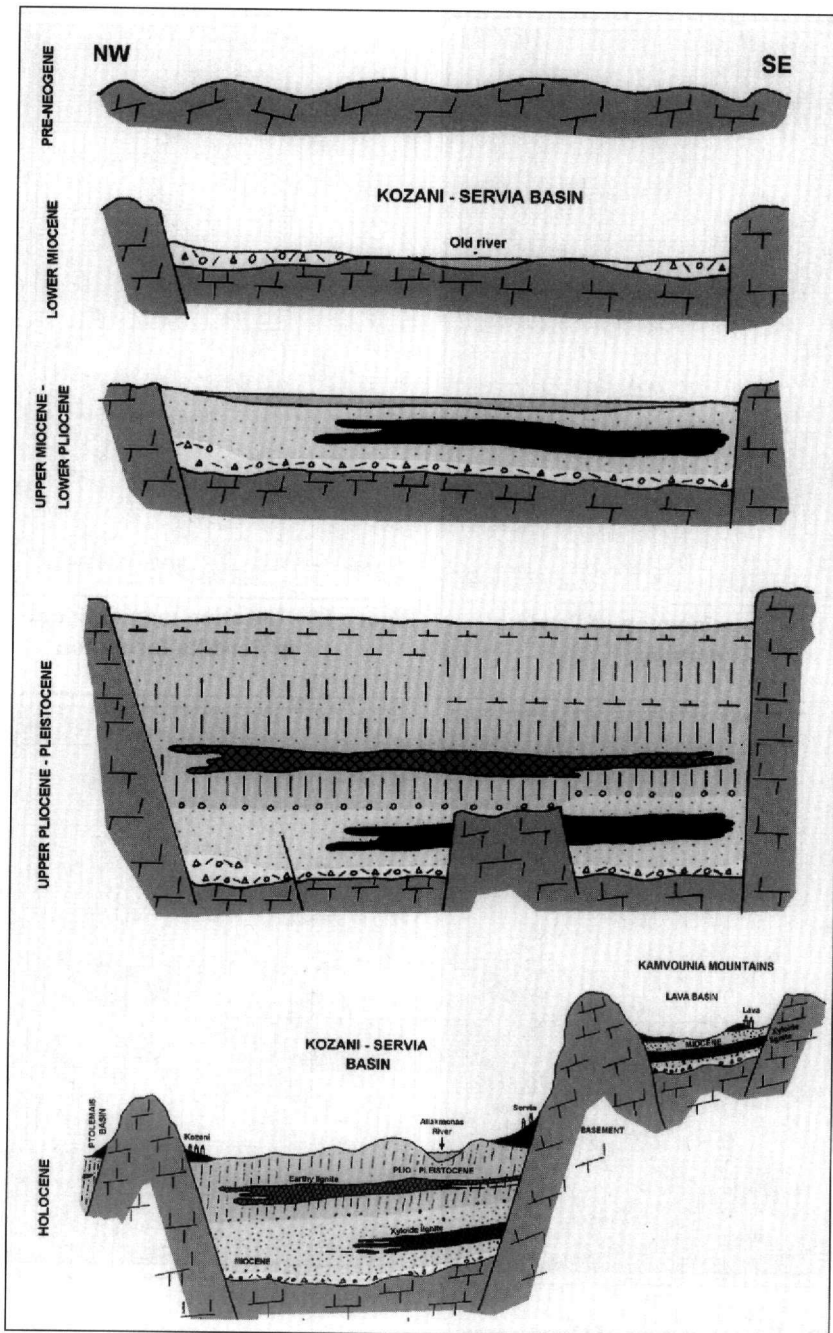 NW
SE
PRE-NEOGENE
KOZANI - SERVIA BASIN
LOWER MIOCENE
Old river
UPPER MIOCENE -
LOWER PLIOCENE
UPPER PLIOCENE - PLEISTOCENE
KAMVOUNIA MOUNTAINS
LAVA BASIN
Lava
MIOCENE
Xyloide
lignite
KOZANI - SERVIA
BASIN
HOLOCENE
PTOLEMAIS
BASIN
Kozani
Aliakmonas
River
Servia
BASEMENT
PLIO - PLEISTOCENE
Earthy lignite
Xyloide lignite
MIOCENE